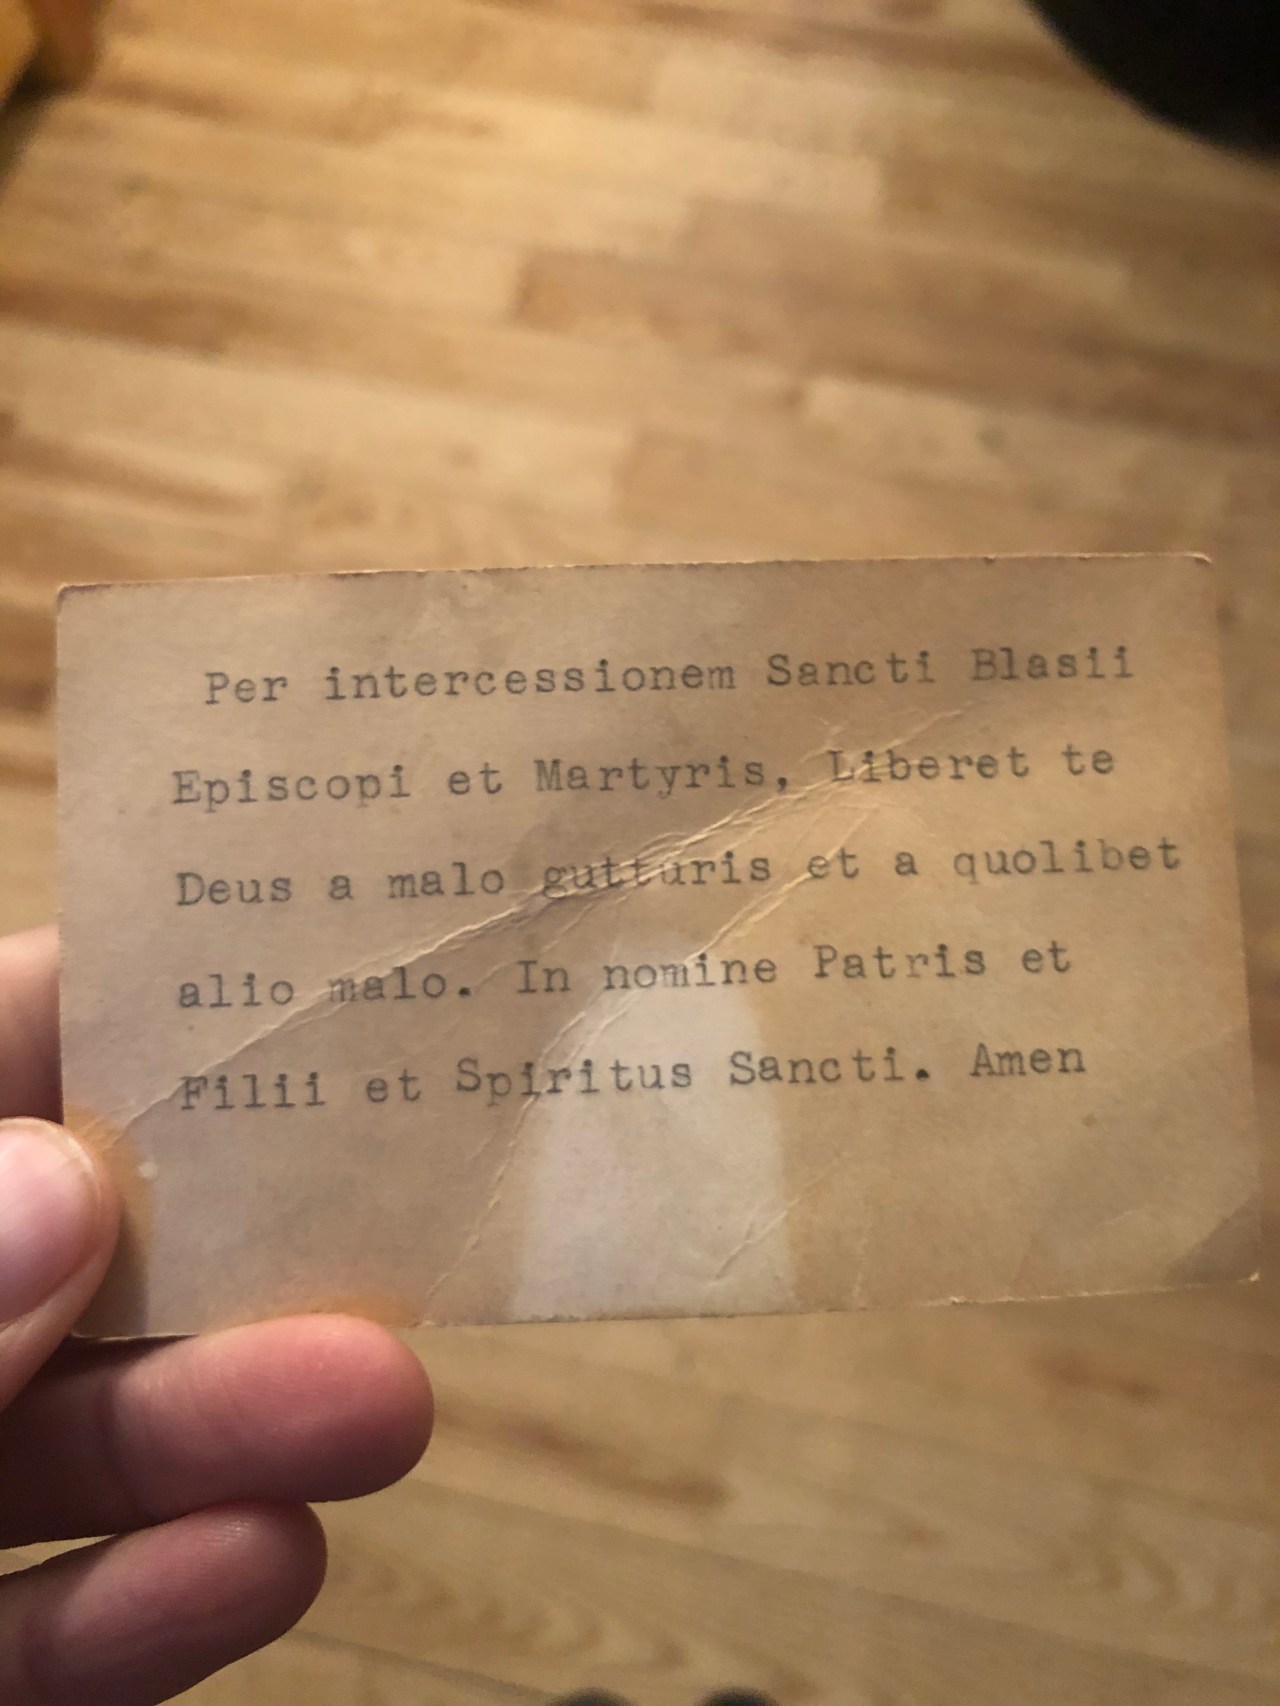 Per intercessionem Sancti Blasii
Episcopi et Martyris, Liberet te
Deus a malo gutturis et a quolibet
alio malo. In nomine Patris et
Filii et Spiritus Sancti. Amen